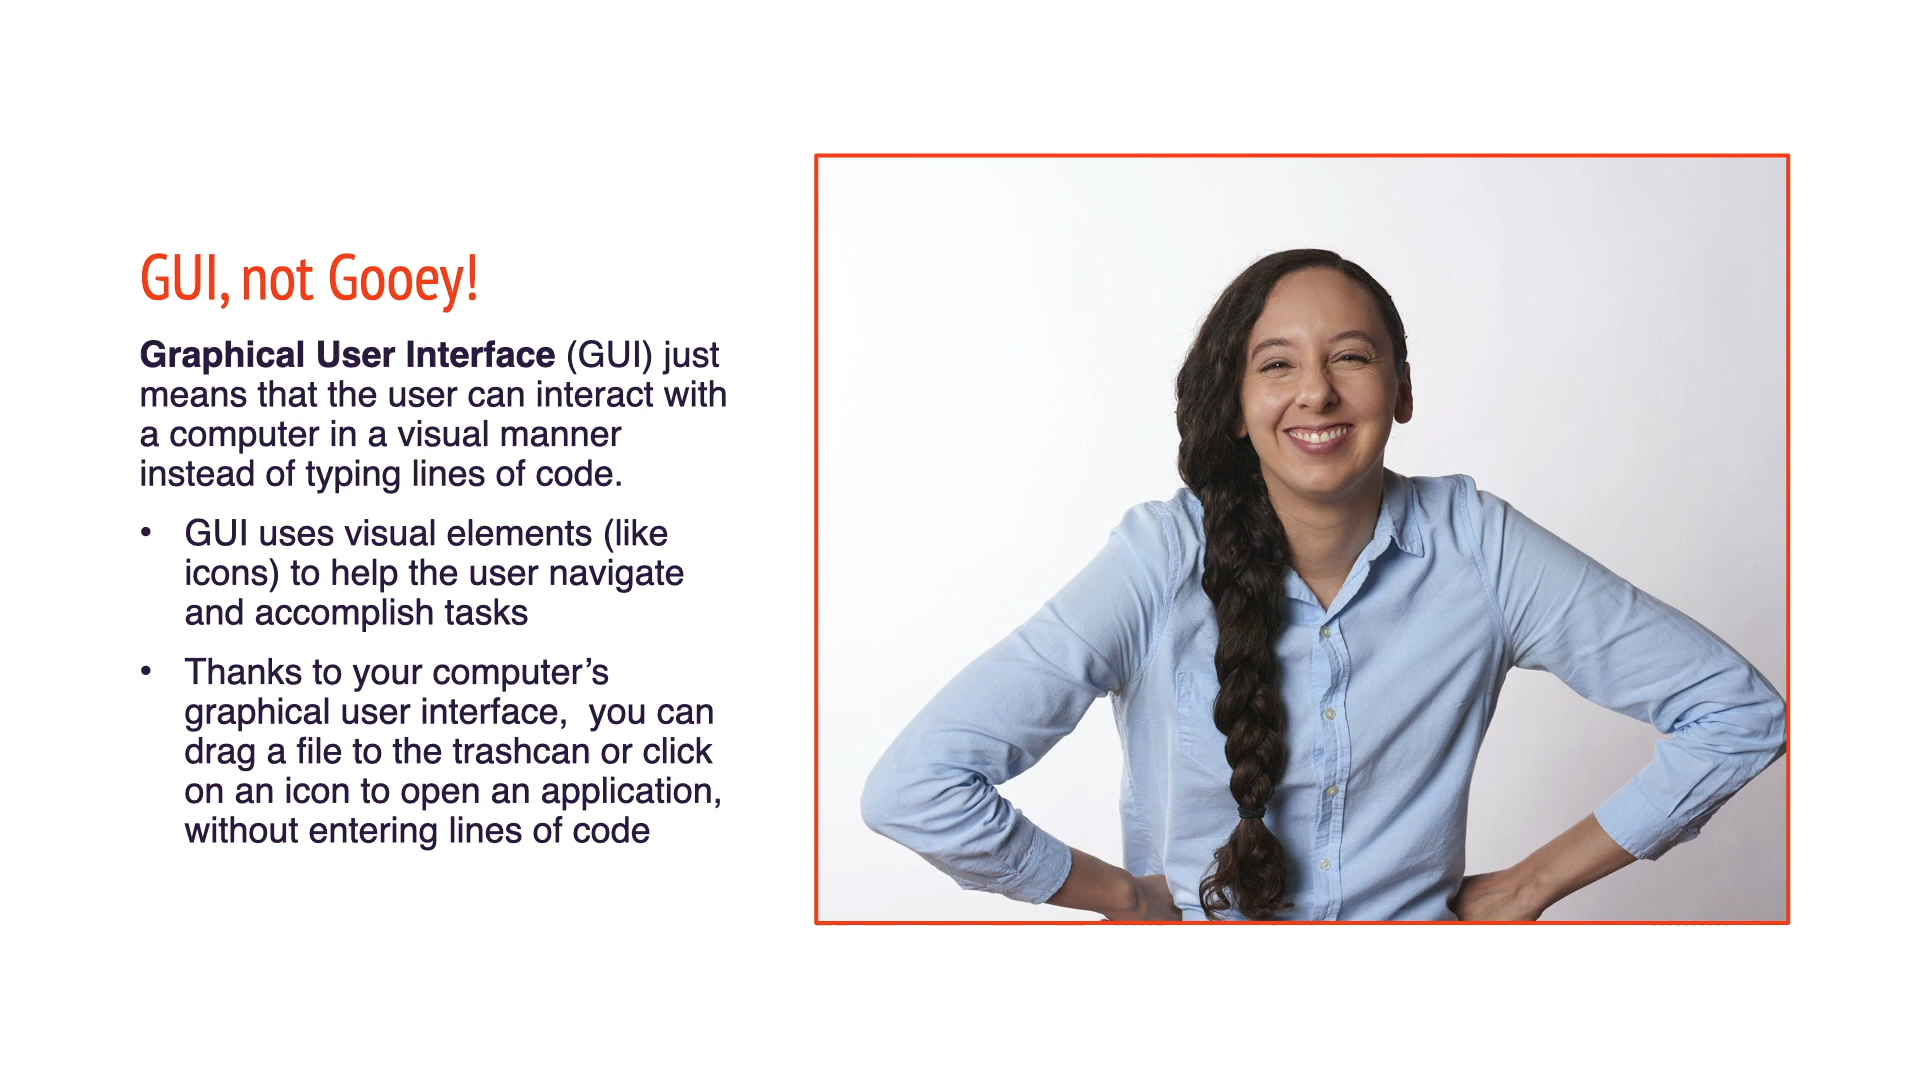 GUI, not Gooey!
Graphical User Interface (GUI) just
means that the user can interact with
a computer in a visual manner
instead of typing lines of code.
• GUI uses visual elements (like
icons) to help the user navigate
and accomplish tasks
• Thanks to your computer’s
graphical user interface,  you can
drag a file to the trashcan or click
on an icon to open an application,
without entering lines of code